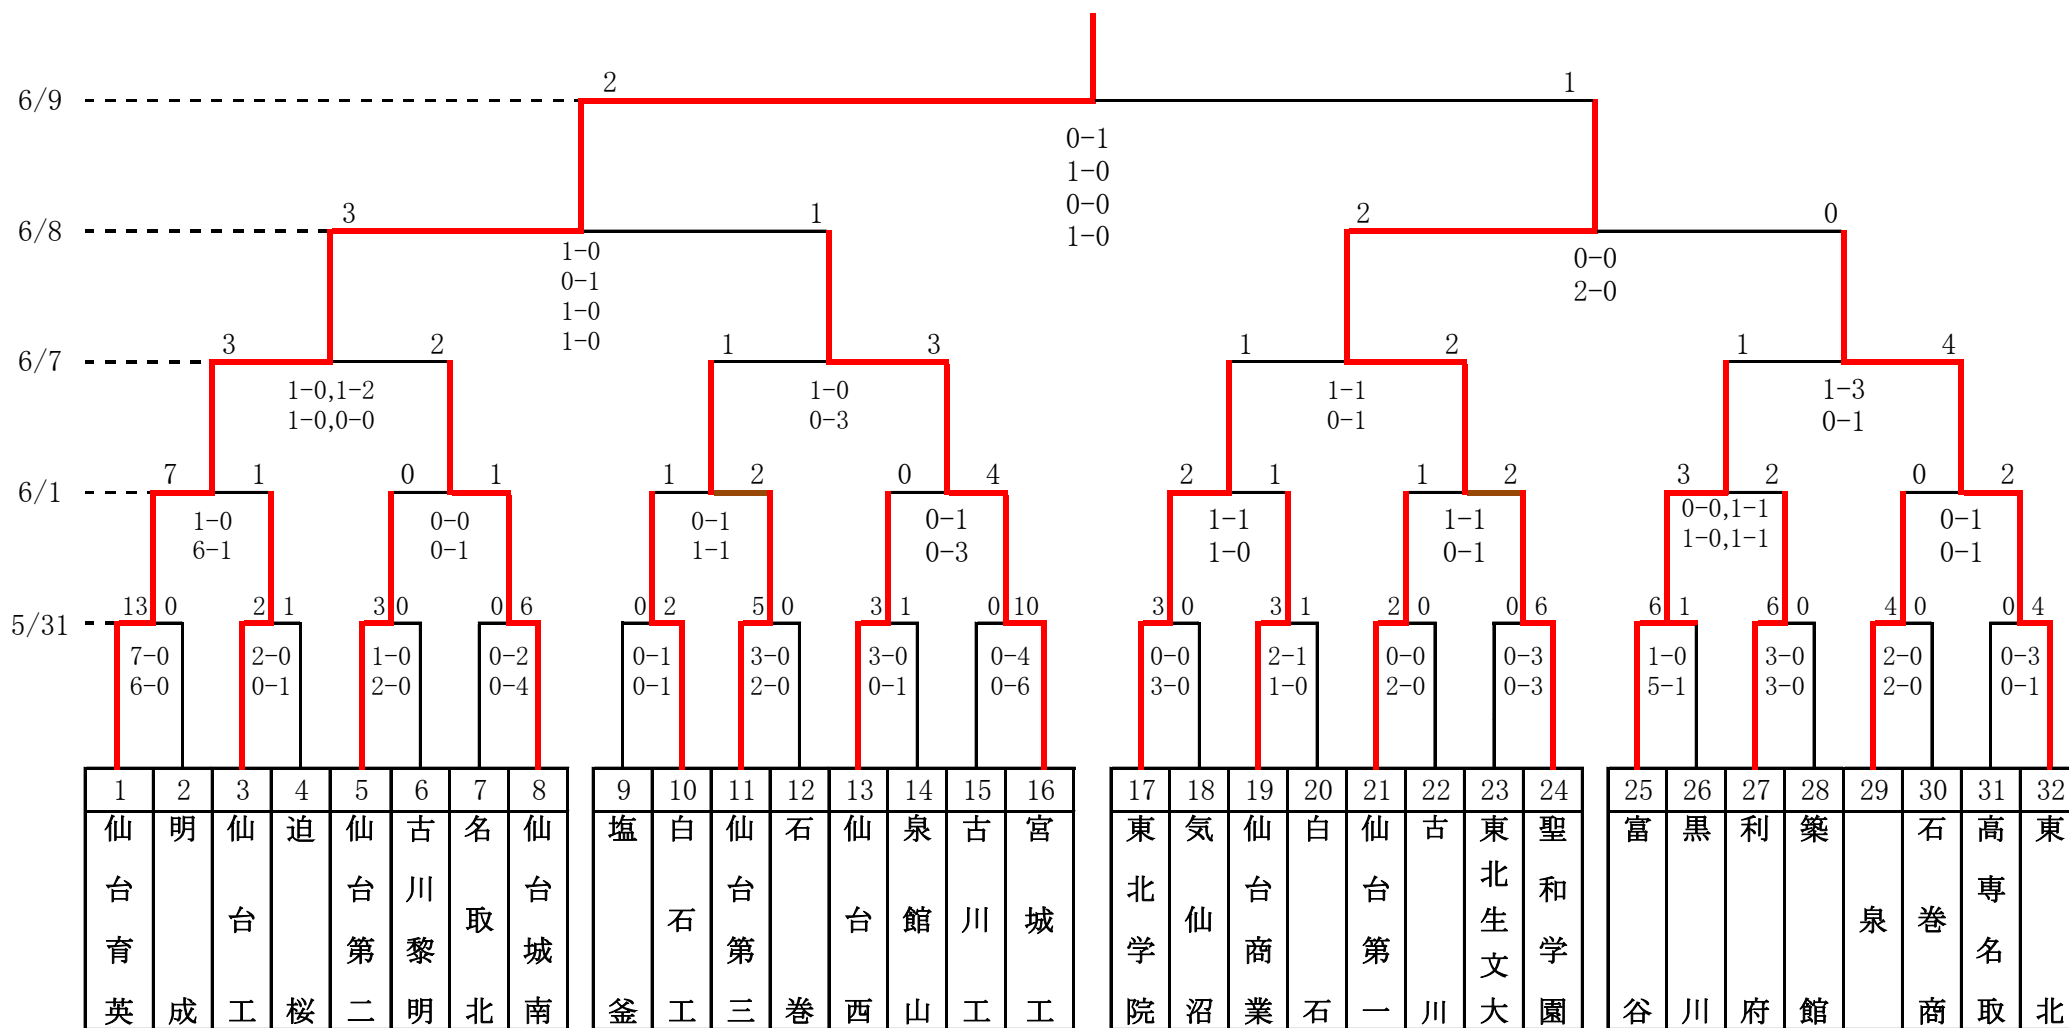 2 1
6/9
0-1
1-0
0-0
1-0
3 1 2 0
6/8
1-0
0-1
1-0
1-0
0-0
2-0
3 2 1 3 1 2 1 4
6/7
1-0,1-2
1-0,0-0
1-0
0-3
1-1
0-1
1-3
0-1
7 1 0 1 1 2 0 4 2 1 1 2 3 2 0 2
6/1
1-0
6-1
0-0
0-1
0-1
1-1
0-1
0-3
1-1
1-0
1-1
0-1
0-0,1-1
1-0,1-1
0-1
0-1
13 0 2 1 3 0 0 6 0 2 5 0 3 1 0 10 3 0 3 1 2 0 0 6 6 1 6 0 4 0 0 4
5/31
7-0
6-0
2-0
0-1
1-0
2-0
0-2
0-4
0-1
0-1
3-0
2-0
3-0
0-1
0-4
0-6
0-0
3-0
2-1
1-0
0-0
2-0
0-3
0-3
1-0
5-1
3-0
3-0
2-0
2-0
0-3
0-1
1 2 3 4 5 6 7 8 9 10 11 12 13 14 15 16 17 18 19 20 21 22 23 24 25 26 27 28 29 30 31 32
仙台育英
明成
仙台工
迫桜
仙台第二
古川黎明
名取北
仙台城南
塩釜
白石工
仙台第三
石巻
仙台西
泉館山
古川工
宮城工
東北学院
気仙沼
仙台商業
白石
仙台第一
古川
東北生文大
聖和学園
富谷
黒川
利府
築館
泉
石巻商
高専名取
東北